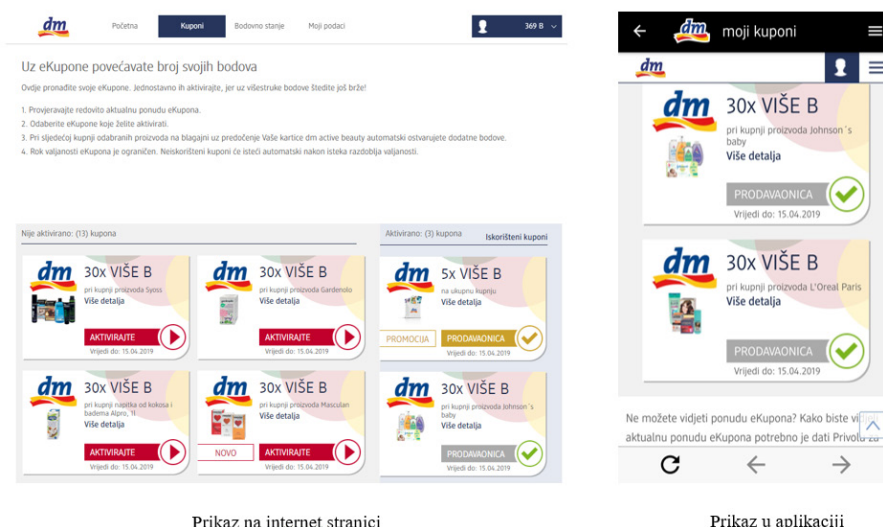 dm
Početna
Kuponi
Bodovno stanje
Moji podaci
369 B
Uz eKupone povećavate broj svojih bodova
Ovdje pronađite svoje eKupone. Jednostavno ih aktivirajte, jer uz višestruke bodove štedite još brže!
1. Provjeravajte redovito aktualnu ponudu eKupona.
2. Odaberite eKupone koje želite aktivirati.
3. Pri sljedećoj kupnji odabranih proizvoda na blagajni uz predočenje Vaše kartice dm active beauty automatski ostvarujete dodatne bodove.
4. Rok valjanosti eKupona je ograničen. Neiskorišteni kuponi će isteći automatski nakon isteka razdoblja valjanosti.
Nije aktivirano: (13) kupona
dm
30x VIŠE B
pri kupnji proizvoda Syoss
Više detalja
AKTIVIRAJTE
Vrijedi do: 15.04.2019
dm
30x VIŠE B
pri kupnji proizvoda Gardenolo
Više detalja
AKTIVIRAJTE
Vrijedi do: 15.04.2019
dm
30x VIŠE B
pri kupnji napitka od kokosa i
badema Alpro, 1l
Više detalja
AKTIVIRAJTE
Vrijedi do: 15.04.2019
dm
30x VIŠE B
pri kupnji proizvoda Masculan
Više detalja
NOVO
AKTIVIRAJTE
Vrijedi do: 15.04.2019
Aktivirano: (3) kupona
Iskorišteni kuponi
dm
5x VIŠE B
na ukupnu kupnju
Više detalja
PROMOCIJA
PRODAVAONICA
Vrijedi do: 15.04.2019
dm
30x VIŠE B
pri kupnji proizvoda Johnson´s
baby
Više detalja
PRODAVAONICA
Vrijedi do: 15.04.2019
Prikaz na internet stranici
dm
moji kuponi
dm
dm
30x VIŠE B
pri kupnji proizvoda Johnson´s
baby
Više detalja
PRODAVAONICA
Vrijedi do: 15.04.2019
dm
30x VIŠE B
pri kupnji proizvoda L'Oreal Paris
Više detalja
PRODAVAONICA
Vrijedi do: 15.04.2019
Ne možete vidjeti ponudu eKupona? Kako biste
aktualnu ponudu eKupona potrebno je dati Privolu za
Prikaz u aplikaciji